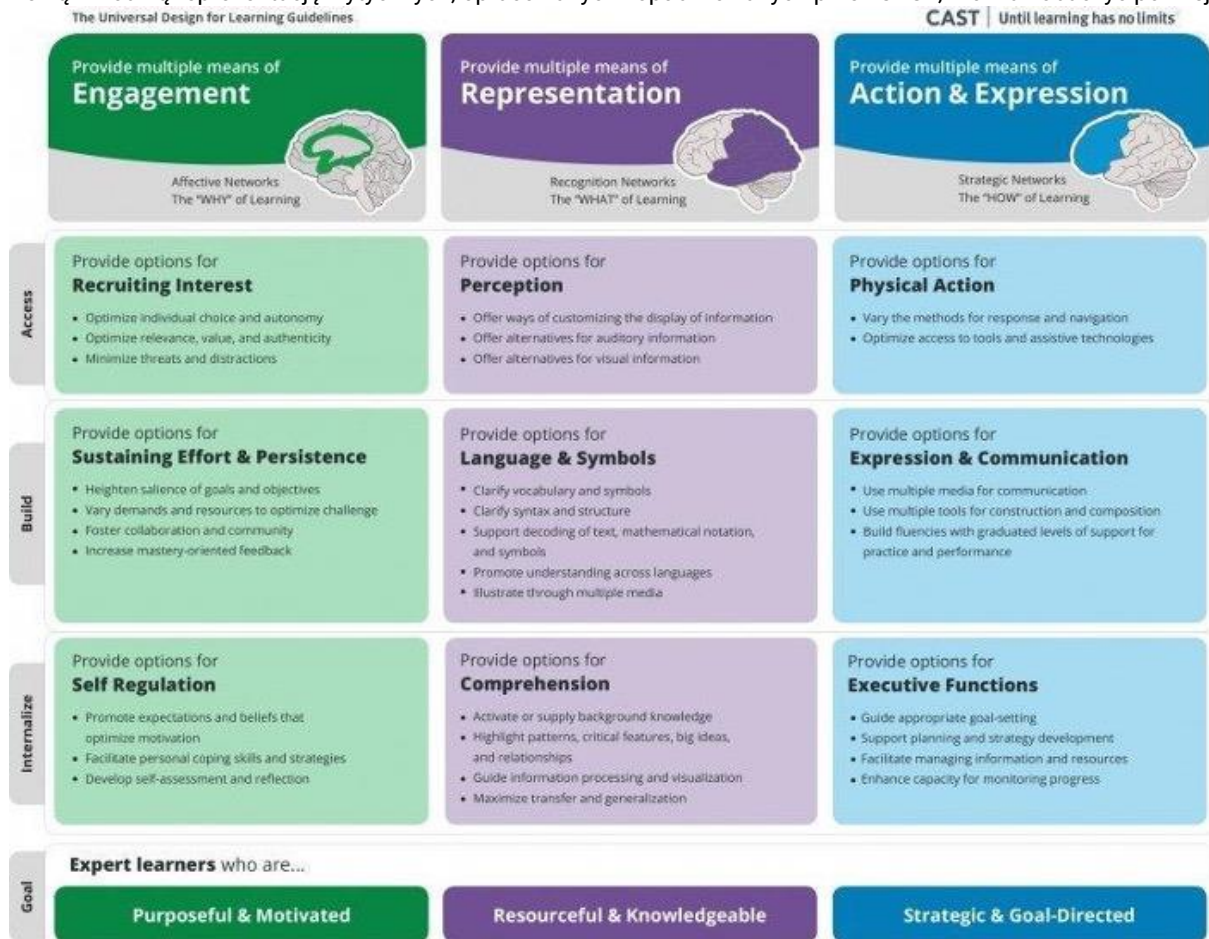 The Universal Design for Learning Guidelines
CAST | Until learning has no limits
Provide multiple means of
Engagement
Affective Networks
The "WHY" of Learning
Provide multiple means of
Representation
Recognition Networks
The "WHAT" of Learning
Provide multiple means of
Action & Expression
Strategic Networks
The "HOW" of Learning
Access
Provide options for
Recruiting Interest
• Optimize individual choice and autonomy
• Optimize relevance, value, and authenticity
• Minimize threats and distractions
Provide options for
Perception
• Offer ways of customizing the display of information
• Offer alternatives for auditory information
• Offer alternatives for visual information
Provide options for
Physical Action
• Vary the methods for response and navigation
• Optimize access to tools and assistive technologies
Build
Provide options for
Sustaining Effort & Persistence
• Heighten salience of goals and objectives
• Vary demands and resources to optimize challenge
• Foster collaboration and community
• Increase mastery-oriented feedback
Provide options for
Language & Symbols
• Clarify vocabulary and symbols
• Clarify syntax and structure
• Support decoding of text, mathematical notation,
and symbols
• Promote understanding across languages
• Illustrate through multiple media
Provide options for
Expression & Communication
• Use multiple media for communication
• Use multiple tools for construction and composition
• Build fluencies with graduated levels of support for
practice and performance
Internalize
Provide options for
Self Regulation
• Promote expectations and beliefs that
optimize motivation
• Facilitate personal coping skills and strategies
• Develop self-assessment and reflection
Provide options for
Comprehension
• Activate or supply background knowledge
• Highlight patterns, critical features, big ideas,
and relationships
• Guide information processing and visualization
• Maximize transfer and generalization
Provide options for
Executive Functions
• Guide appropriate goal-setting
• Support planning and strategy development
• Facilitate managing information and resources
• Enhance capacity for monitoring progress
Goal
Expert learners who are...
Purposeful & Motivated
Resourceful & Knowledgeable
Strategic & Goal-Directed